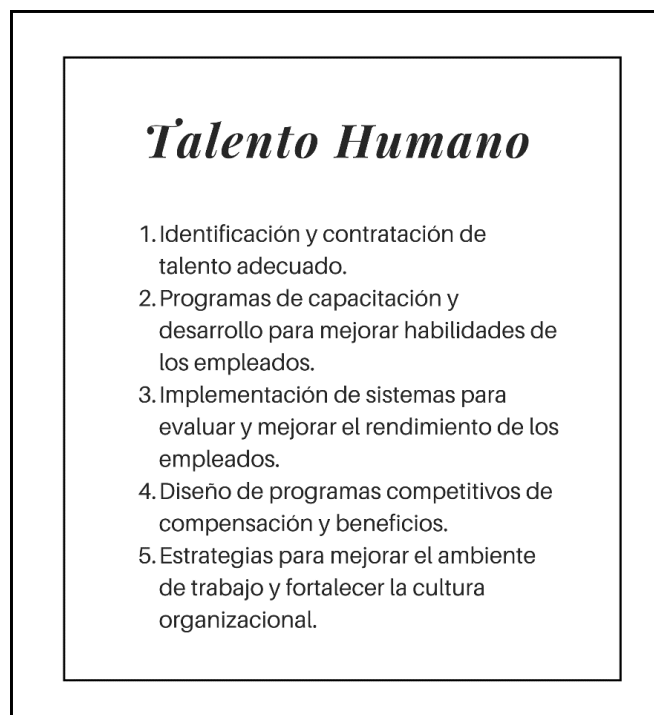 Talento Humano
1. Identificación y contratación de
talento adecuado.
2. Programas de capacitación y
desarrollo para mejorar habilidades de
los empleados.
3. Implementación de sistemas para
evaluar y mejorar el rendimiento de los
empleados.
4. Diseño de programas competitivos de
compensación y beneficios.
5. Estrategias para mejorar el ambiente
de trabajo y fortalecer la cultura
organizacional.